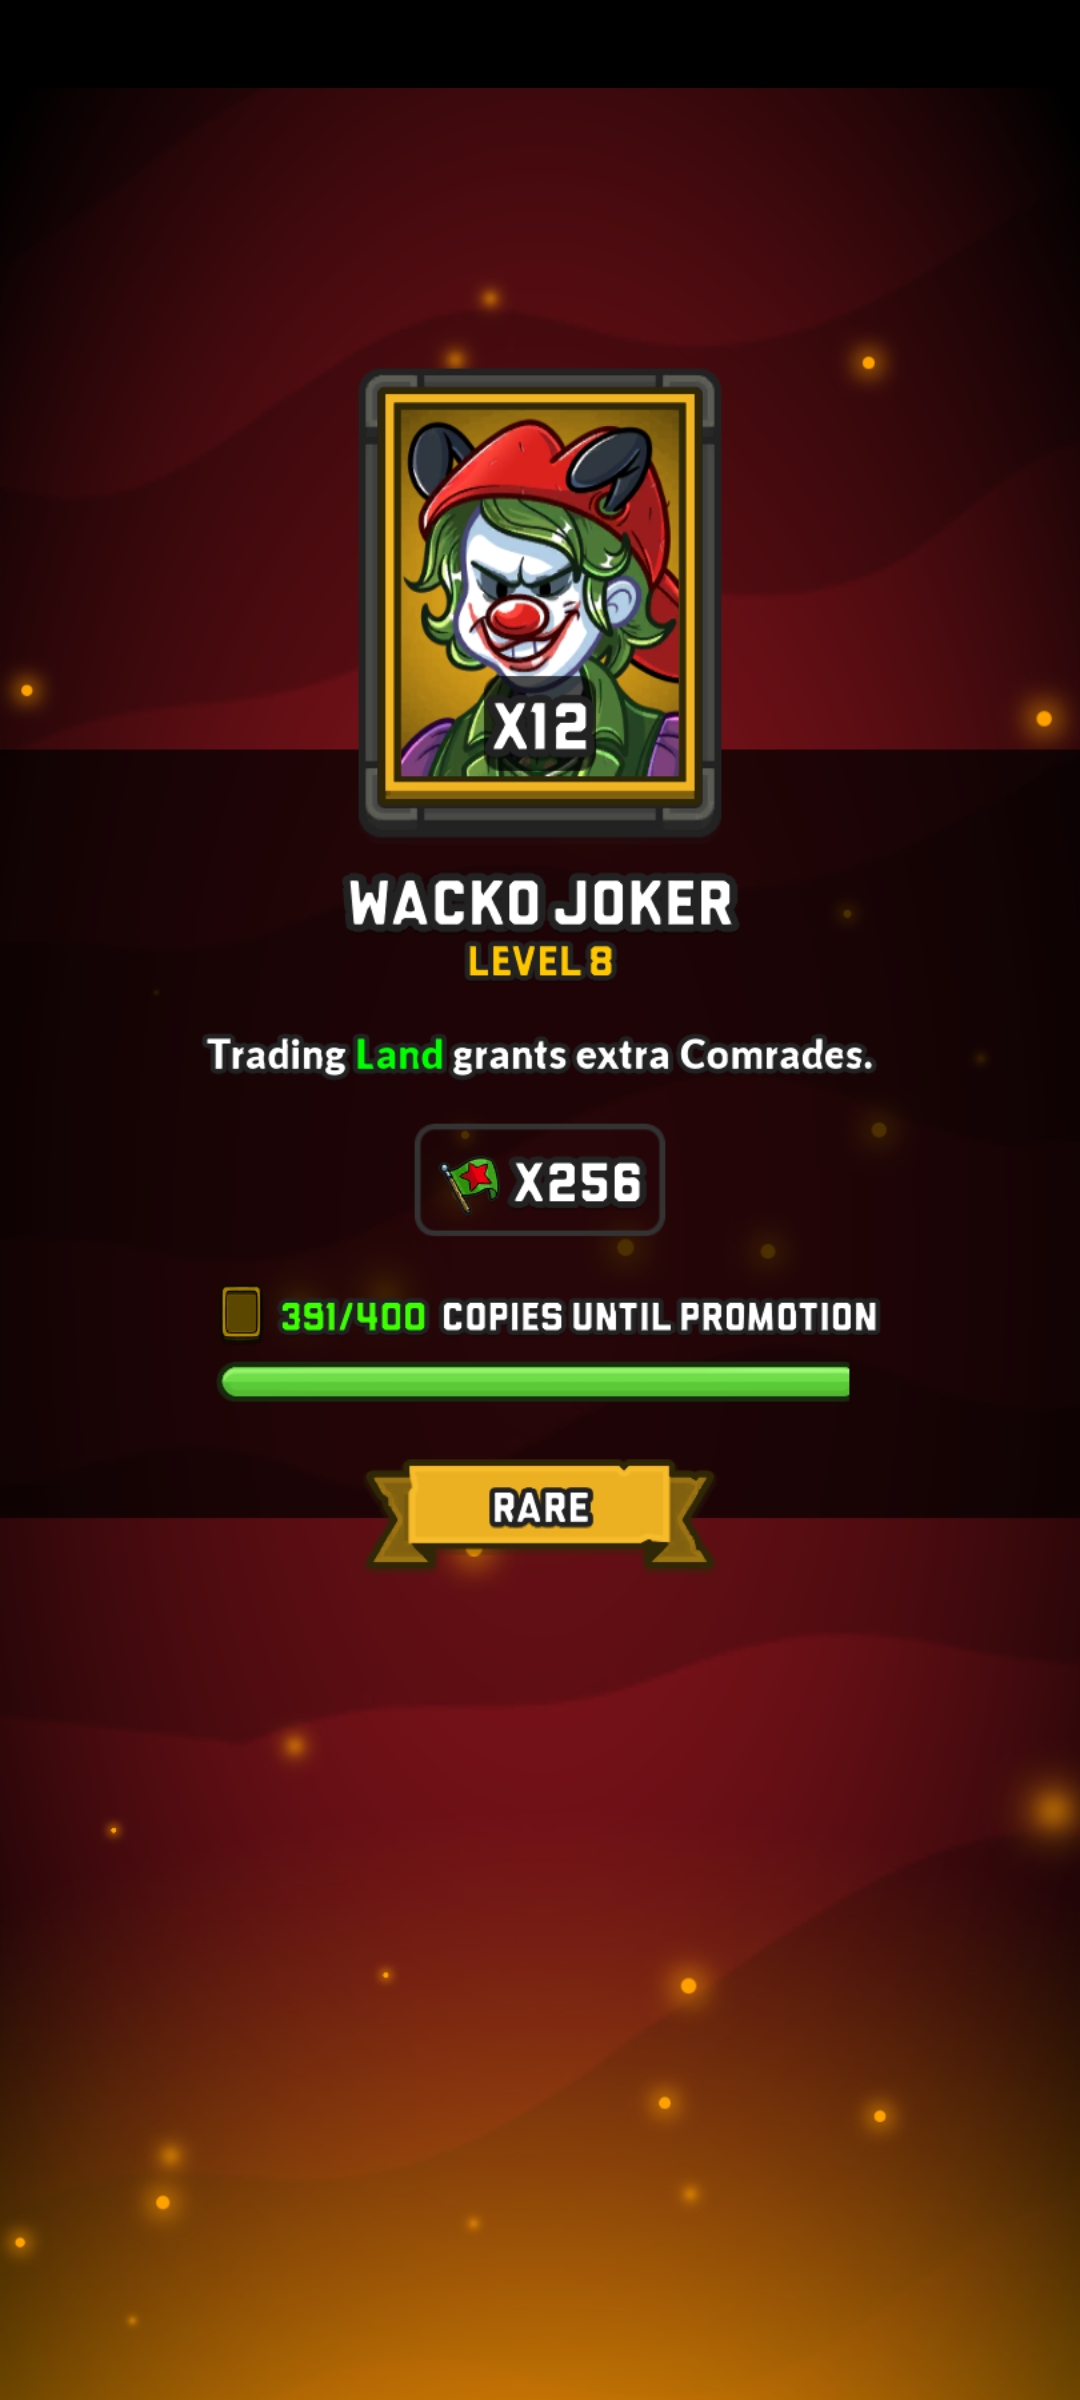 X12
WACKO JOKER
LEVEL 8
Trading Land grants extra Comrades.
X256
391/400 COPIES UNTIL PROMOTION
RARE